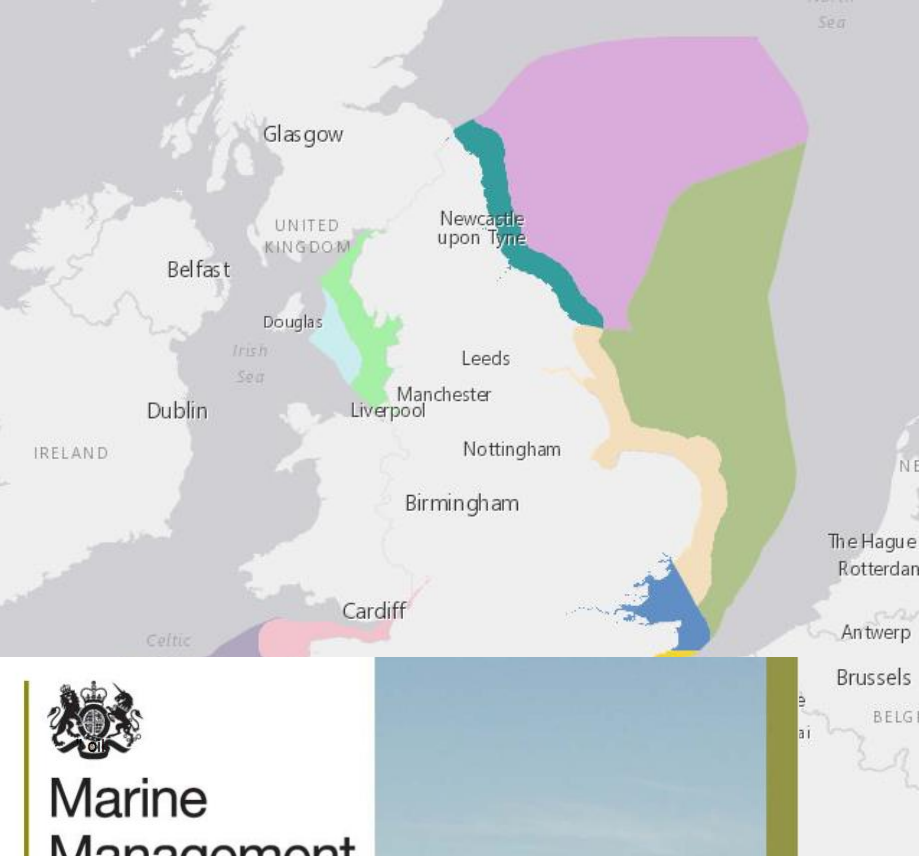 Sea
Glasgow
UNITED
KINGDOM
Newcastle
upon Tyne
Belfast
Douglas
Irish
Sea
Leeds
Manchester
Dublin
Liverpool
IRELAND
Nottingham
Birmingham
The Hague
Rotterdam
Cardiff
Celtic
Antwerp
Brussels
BELGI
Marine
Management